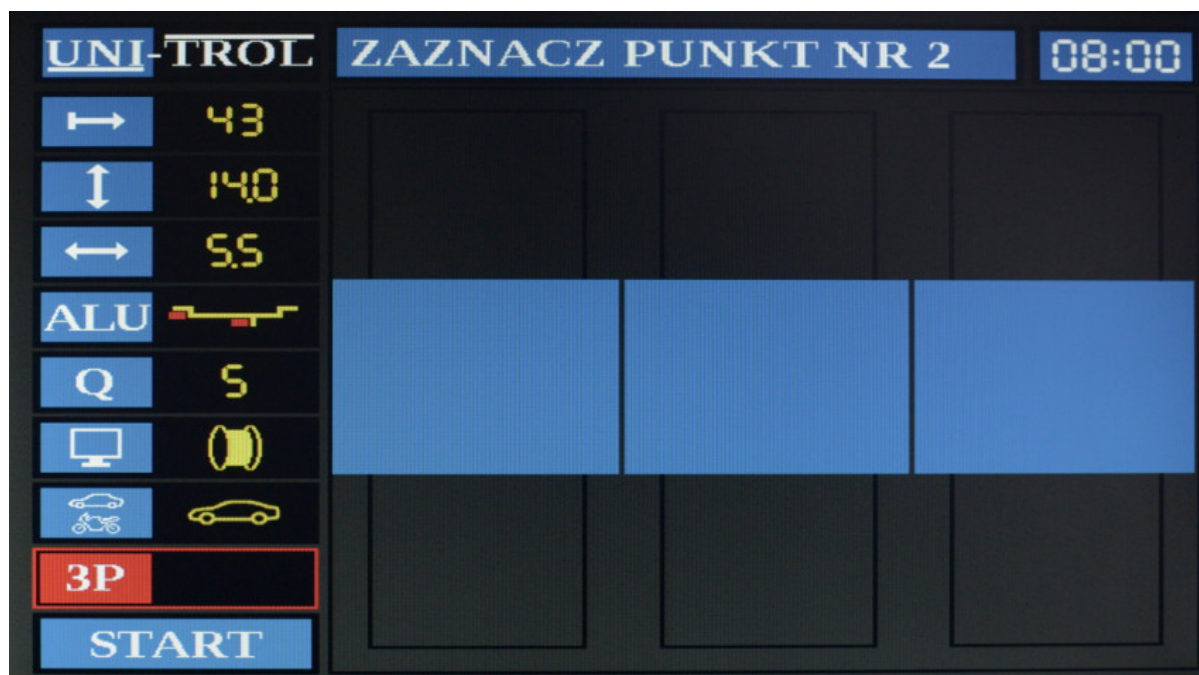 UNI-TROL
ZAZNACZ PUNKT NR 2
08:00
43
14.0
5.5
ALU
Q
5
3P
START